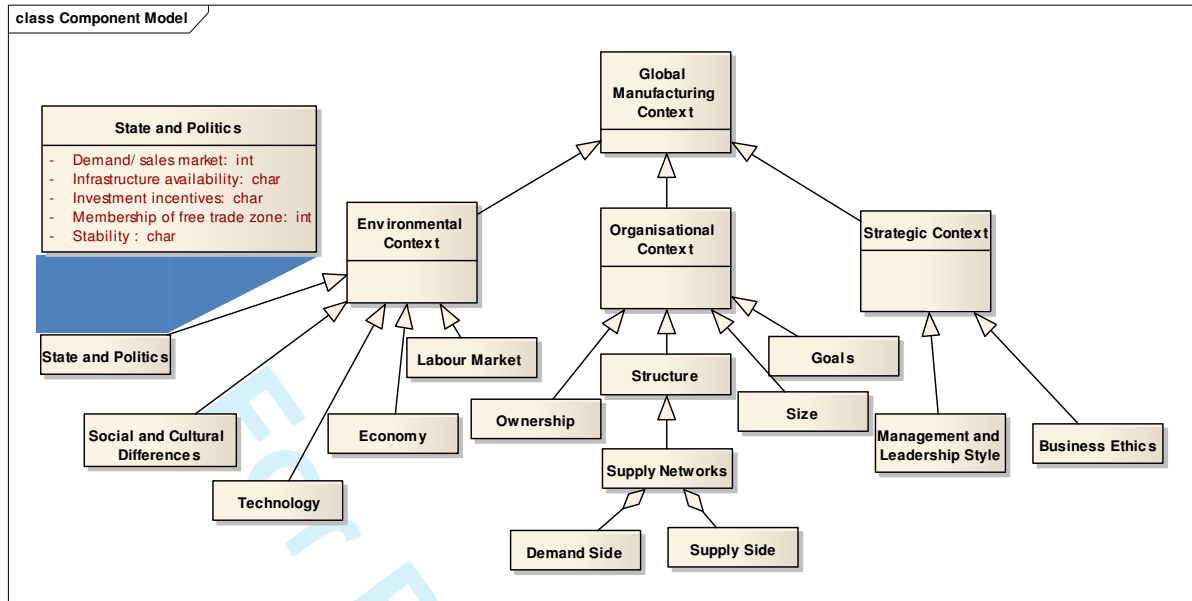 class Component Model
Global
Manufacturing
Context
State and Politics
- Demand/ sales market: int
- Infrastructure availability: char
- Investment incentives: char
- Membership of free trade zone: int
- Stability : char
Environmental
Context
Organisational
Context
Strategic Context
State and Politics
Labour Market
Goals
Structure
Social and Cultural
Differences
Economy
Ownership
Size
Management and
Leadership Style
Business Ethics
Technology
Supply Networks
Demand Side
Supply Side
For